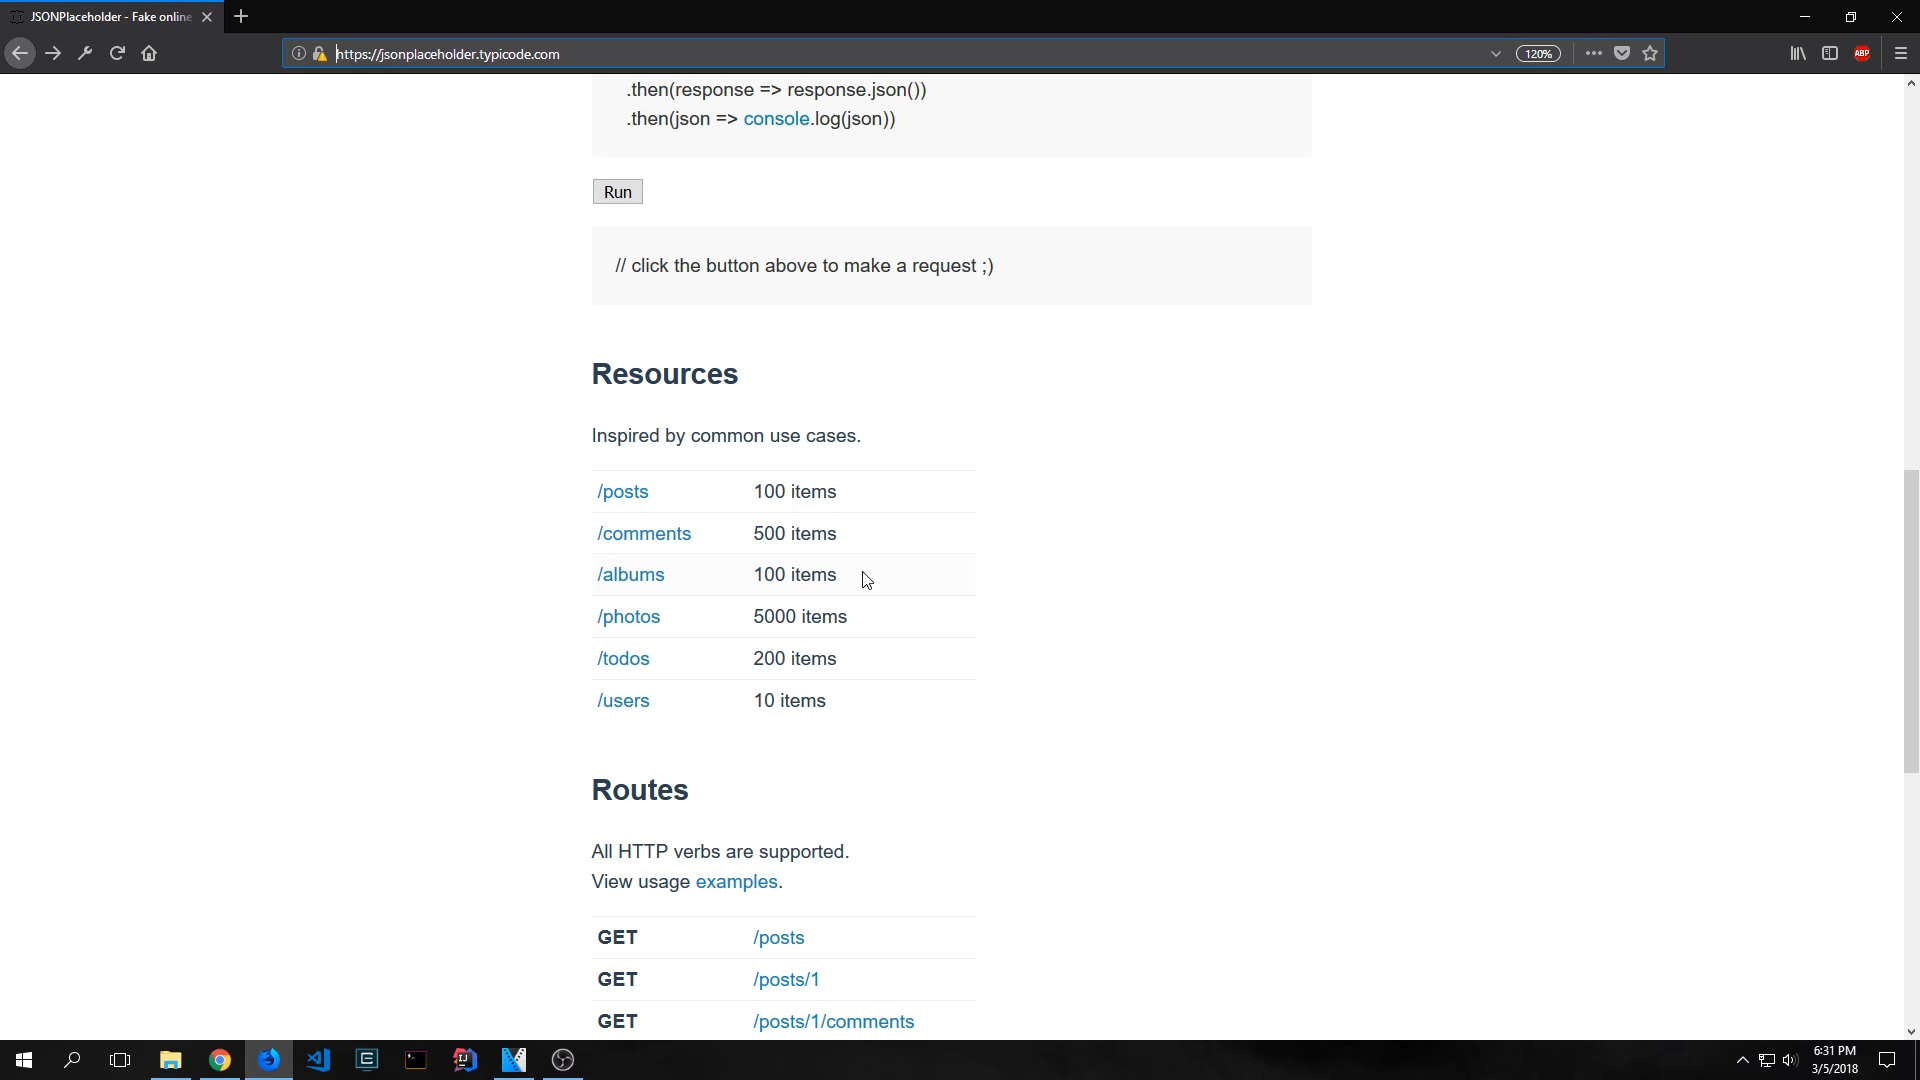 JSONPlaceholder - Fake online
https://jsonplaceholder.typicode.com
120%
ABP
.then(response => response.json())
.then(json => console.log(json))
Run
// click the button above to make a request ;)
Resources
Inspired by common use cases.
/posts 100 items
/comments 500 items
/albums 100 items
/photos 5000 items
/todos 200 items
/users 10 items
Routes
All HTTP verbs are supported.
View usage examples.
GET /posts
GET /posts/1
GET /posts/1/comments
IJ
6:31 PM
3/5/2018